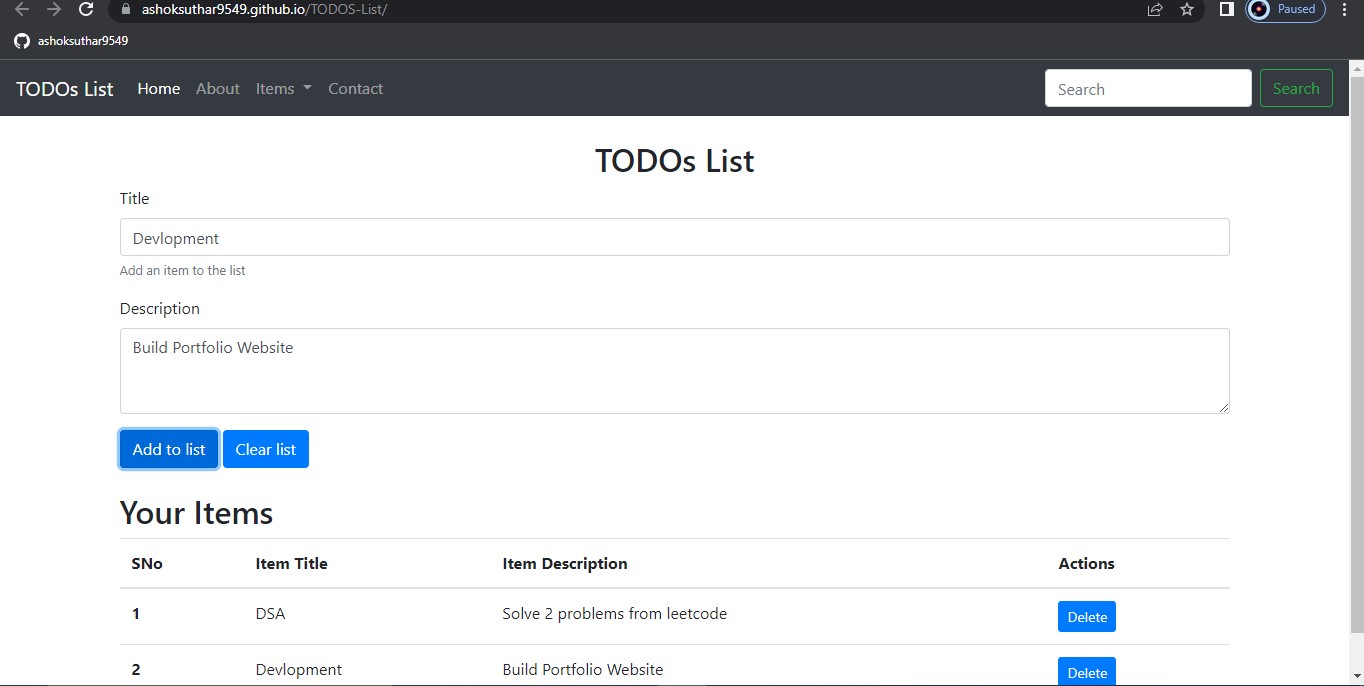 ashoksuthar9549.github.io/TODOS-List/ Paused
ashoksuthar9549
TODOs List Home About Items Contact Search Search
TODOs List
Title
Devlopment
Add an item to the list
Description
Build Portfolio Website
Add to list Clear list
Your Items
SNo Item Title Item Description Actions
1 DSA Solve 2 problems from leetcode Delete
2 Devlopment Build Portfolio Website Delete